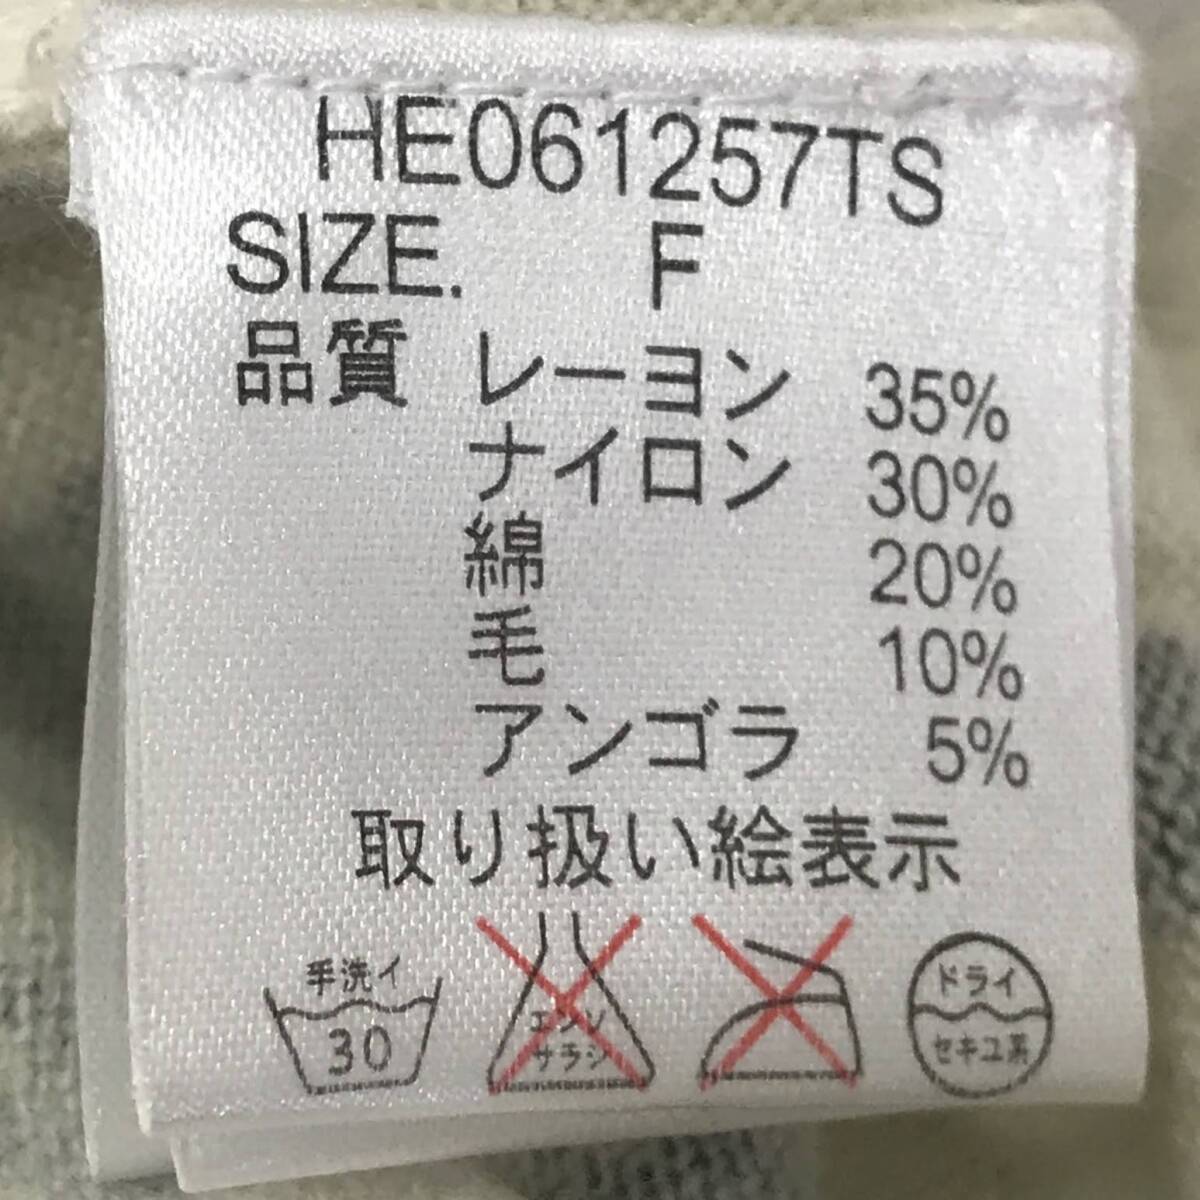 HE061257TS
SIZE. F
品質 レーヨン 35%
ナイロン 30%
綿 20%
毛 10%
アンゴラ 5%
取り扱い絵表示
手洗イ
30
エンソ
サラシ
ドライ
セキユ系